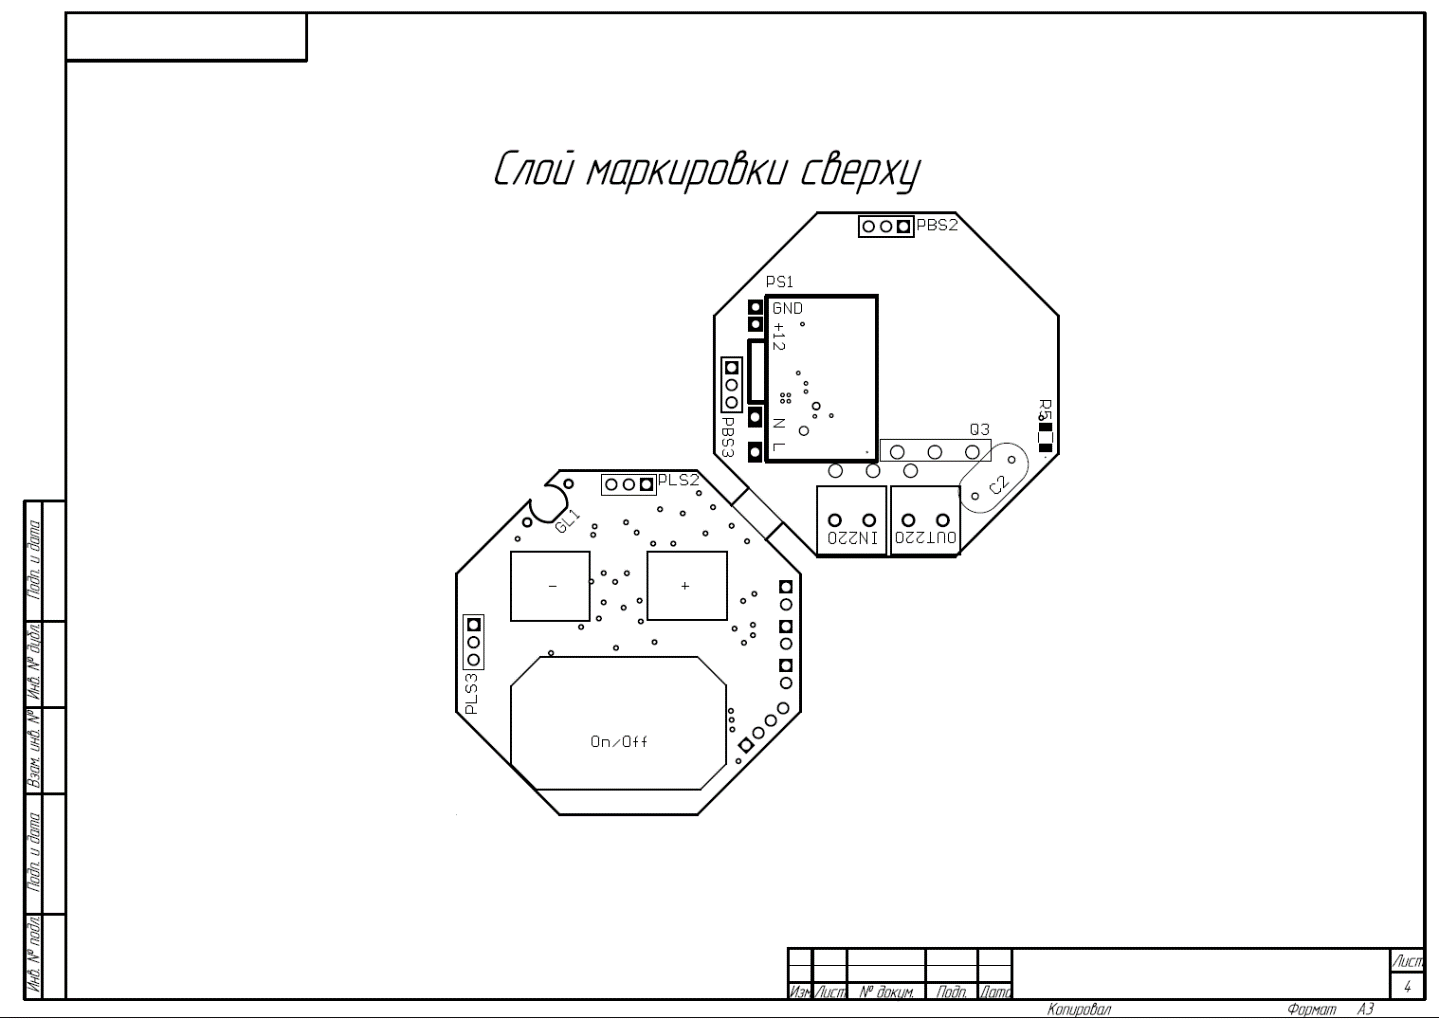 Слой маркировки сверху
PBS2
PS1
GND
+12
PBS3
N
L
R5
Q3
C2
IN220
OUT220
PLS2
GL1
-
+
PLS3
On/Off
Подп. и дата
Инв. № дубл.
Взам. инв. №
Подп. и дата
Инв. № подл.
Изм Лист № докум. Подп. Дата
Лист
4
Копировал Формат А3